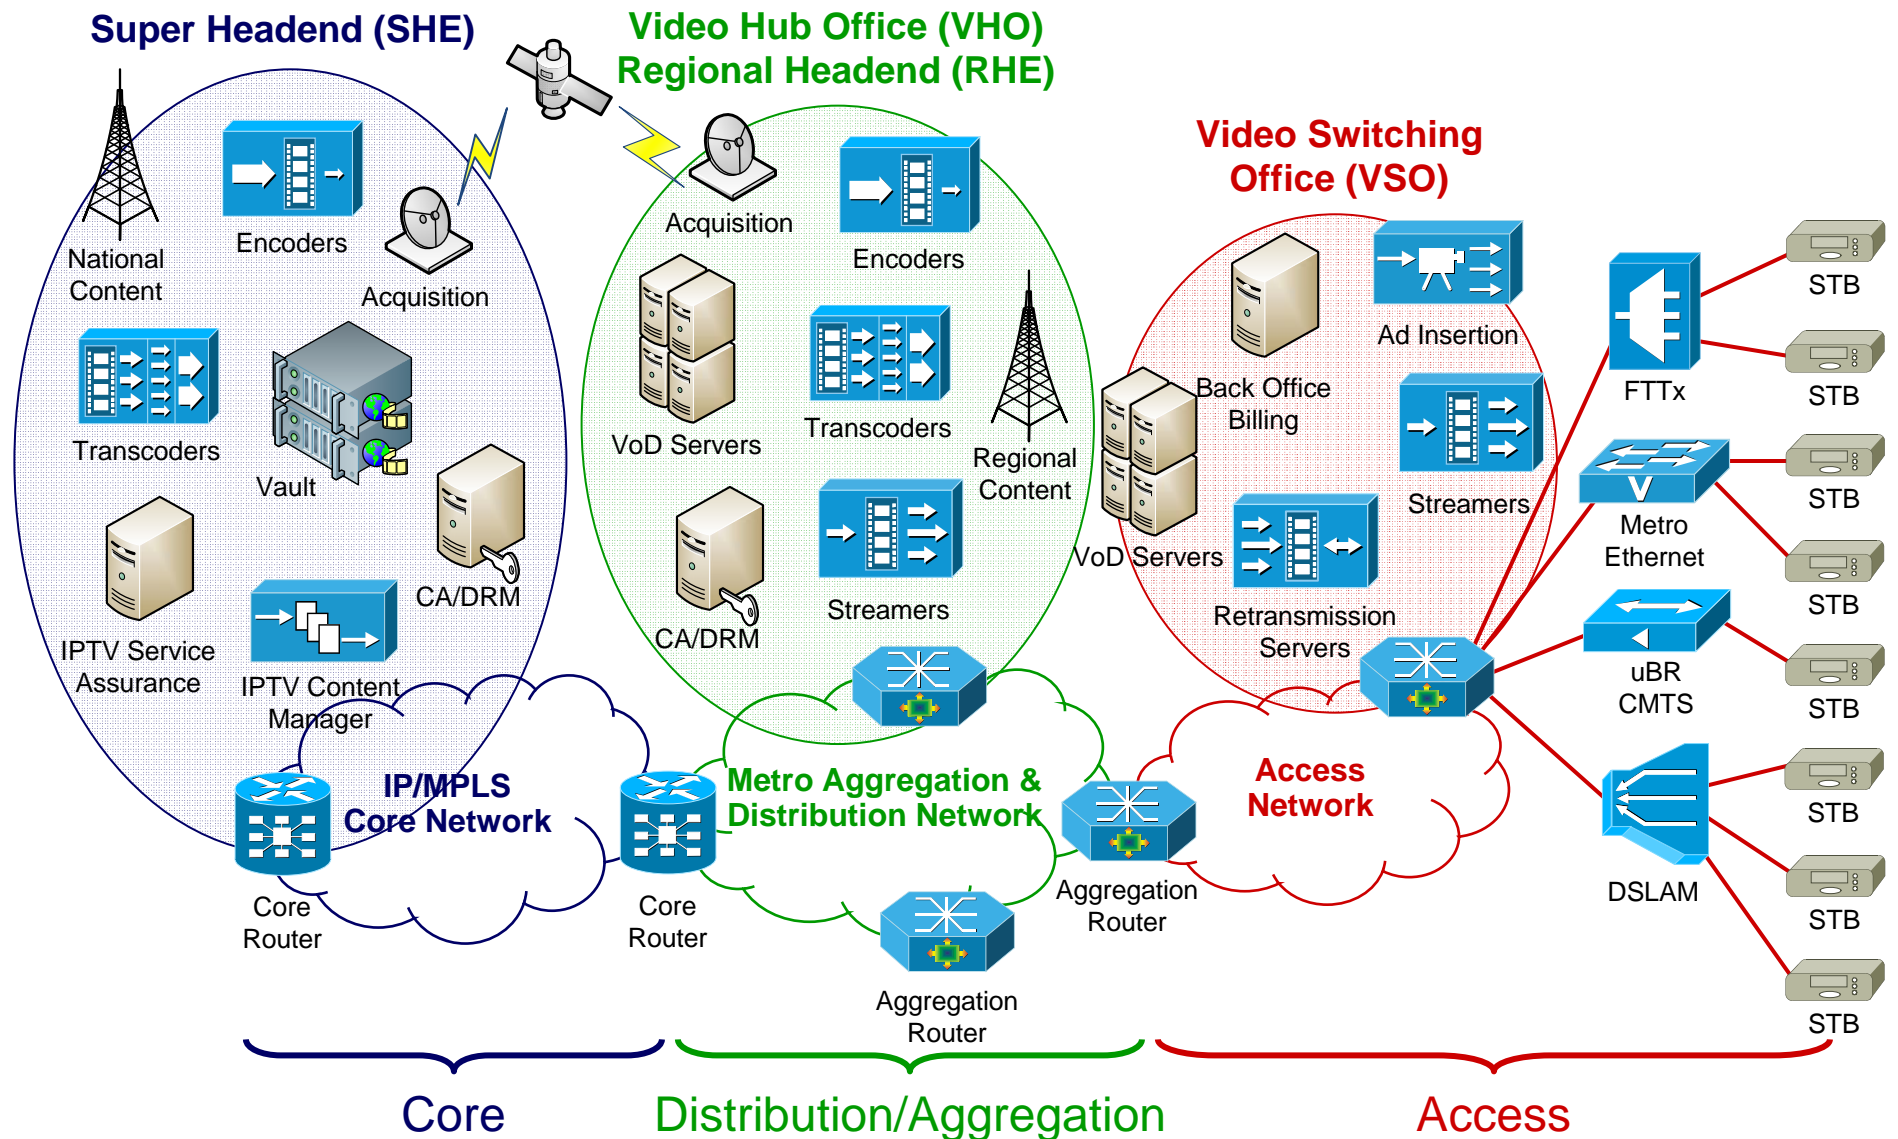 Super Headend (SHE)
Video Hub Office (VHO)
Regional Headend (RHE)
Video Switching
Office (VSO)
National
Content
Encoders
Acquisition
Transcoders
Vault
CA/DRM
IPTV Service
Assurance
IPTV Content
Manager
Acquisition
Encoders
VoD Servers
Transcoders
Regional
Content
CA/DRM
Streamers
Back Office
Billing
Ad Insertion
VoD Servers
Streamers
Retransmission
Servers
FTTx
V
Metro
Ethernet
uBR
CMTS
DSLAM
STB
STB
STB
STB
STB
STB
STB
STB
IP/MPLS
Core Network
Metro Aggregation &
Distribution Network
Access
Network
Core
Router
Core
Router
Aggregation
Router
Aggregation
Router
Core
Distribution/Aggregation
Access